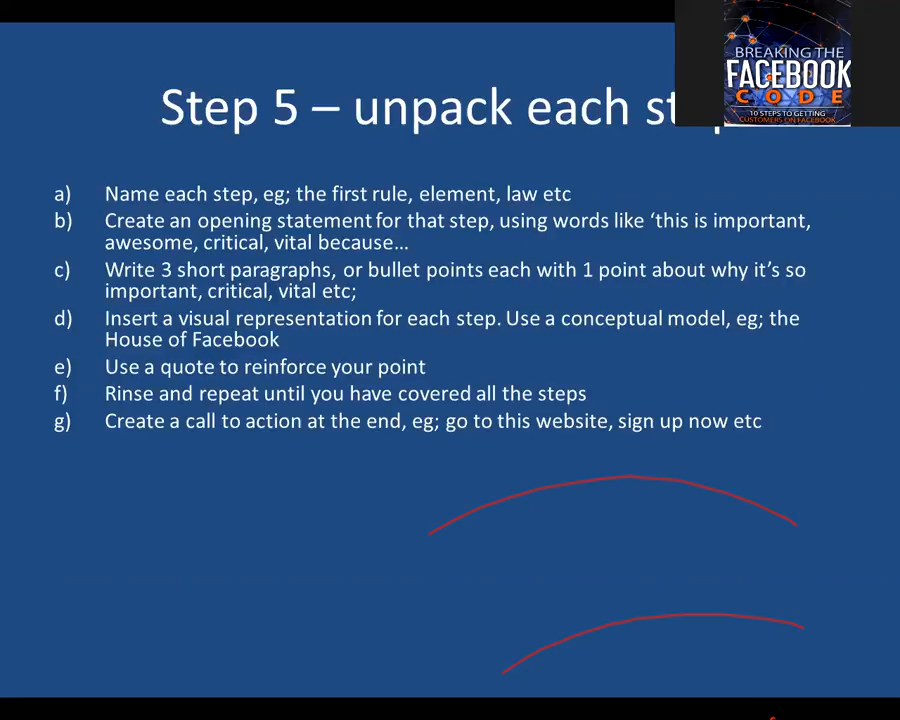 BREAKING THE
FACEBOOK
CODE
10 STEPS TO GETTING
CUSTOMERS ON FACEBOOK
Step 5 – unpack each
a) Name each step, eg; the first rule, element, law etc
b) Create an opening statement for that step, using words like ‘this is important,
awesome, critical, vital because…
c) Write 3 short paragraphs, or bullet points each with 1 point about why it’s so
important, critical, vital etc;
d) Insert a visual representation for each step. Use a conceptual model, eg; the
House of Facebook
e) Use a quote to reinforce your point
f) Rinse and repeat until you have covered all the steps
g) Create a call to action at the end, eg; go to this website, sign up now etc